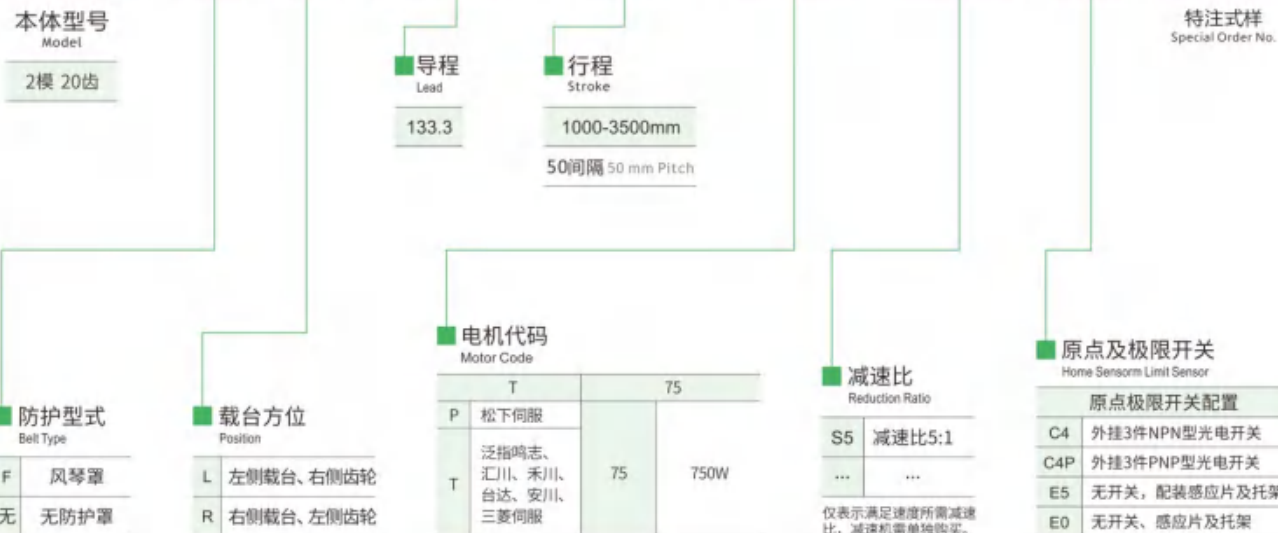 本体型号
Model
2模 20齿
导程
Lead
133.3
行程
Stroke
1000-3500mm
50间隔 50 mm Pitch
特注式样
Special Order No.
防护型式
Belt Type
F 风琴罩
无 无防护罩
载台方位
Position
L 左侧载台、右侧齿轮
R 右侧载台、左侧齿轮
电机代码
Motor Code
T 75
P 松下伺服
T 泛指鸣志、
汇川、禾川、
台达、安川、
三菱伺服
75 750W
减速比
Reduction Ratio
S5 减速比5:1
... ...
仅表示满足速度所需减速
比，减速机需单独购买。
原点及极限开关
Home Sensorm Limit Sensor
原点极限开关配置
C4 外挂3件NPN型光电开关
C4P 外挂3件PNP型光电开关
E5 无开关，配装感应片及托架
E0 无开关、感应片及托架